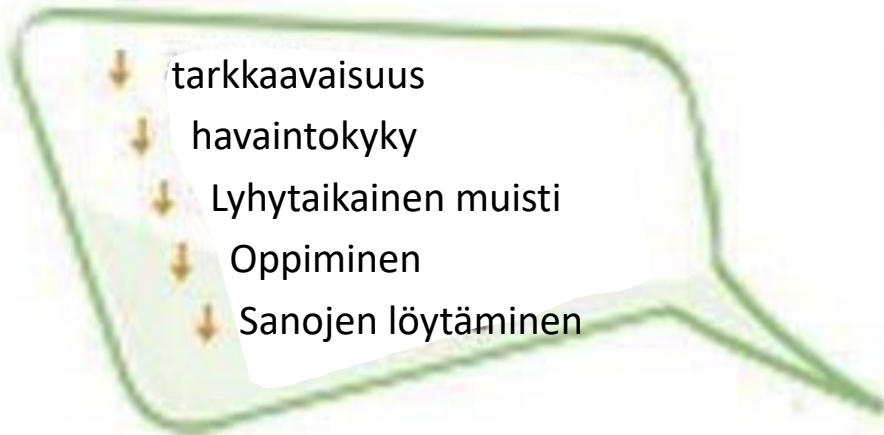 ↓ tarkkaavaisuus
↓ havaintokyky
↓ Lyhytaikainen muisti
↓ Oppiminen
↓ Sanojen löytäminen